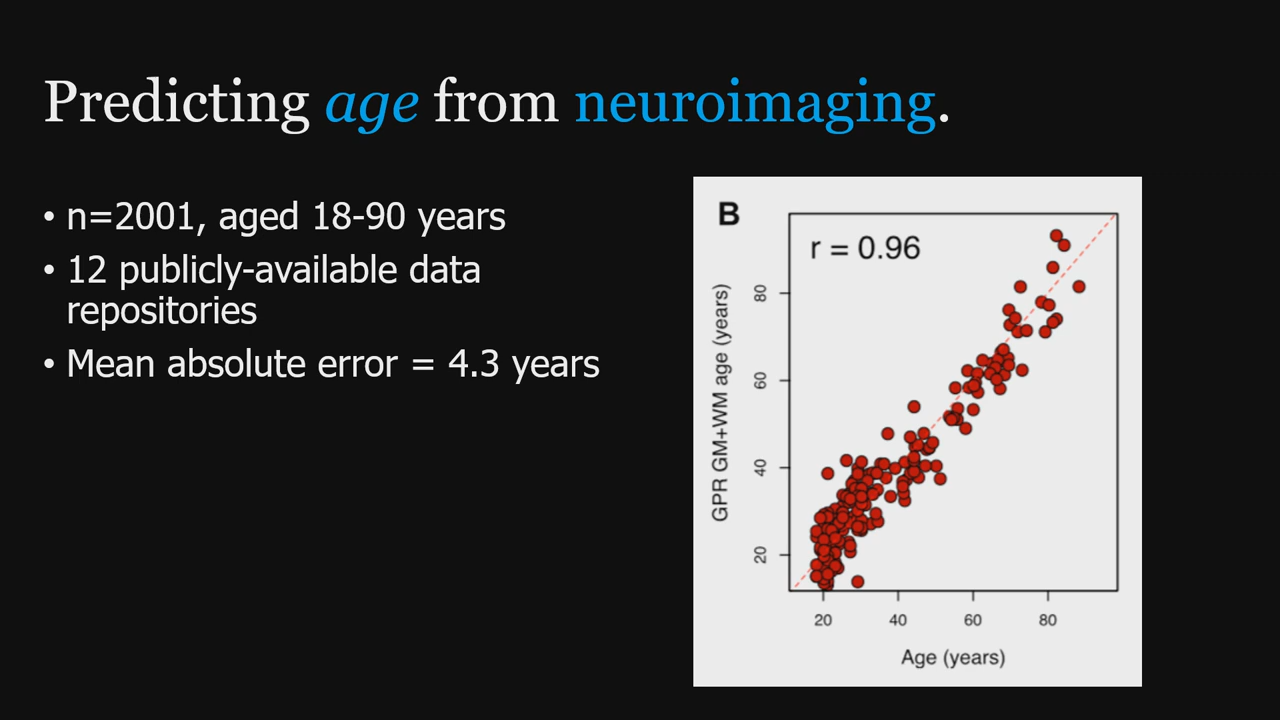 Predicting age from neuroimaging.
• n=2001, aged 18-90 years
• 12 publicly-available data
repositories
• Mean absolute error = 4.3 years
B
r = 0.96
GPR GM+WM age (years)
80
60
40
20
20 40 60 80
Age (years)